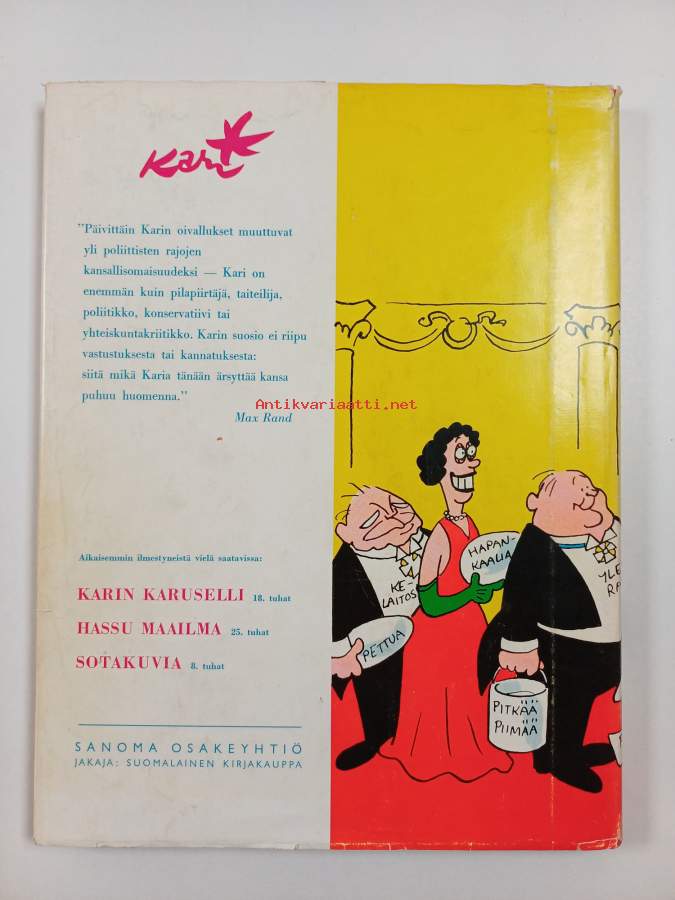 Kari
"Päivittäin Karin oivallukset muuttuvat
yli poliittisten rajojen
kansallisomaisuudeksi — Kari on
enemmän kuin pilapiirtäjä, taiteilija,
poliitikko, konservatiivi tai
yhteiskuntakriitikko. Karin suosio ei riipu
vastustuksesta tai kannatuksesta:
siitä mikä Karia tänään ärsyttää kansa
puhuu huomenna."
Max Rand
Antikvariaatti.net
Aikaisemmin ilmestyneistä vielä saatavissa:
KARIN KARUSELLI 18. tuhat
HASSU MAAILMA 25. tuhat
SOTAKUVIA 8. tuhat
SANOMA OSAKEYHTIÖ
JAKAJA: SUOMALAINEN KIRJAKAUPPA
HAPAN-
KAALIA
KE-
LAITOS
PETTUA
YLE
RA
PITKÄÄ
PIIMÄÄ